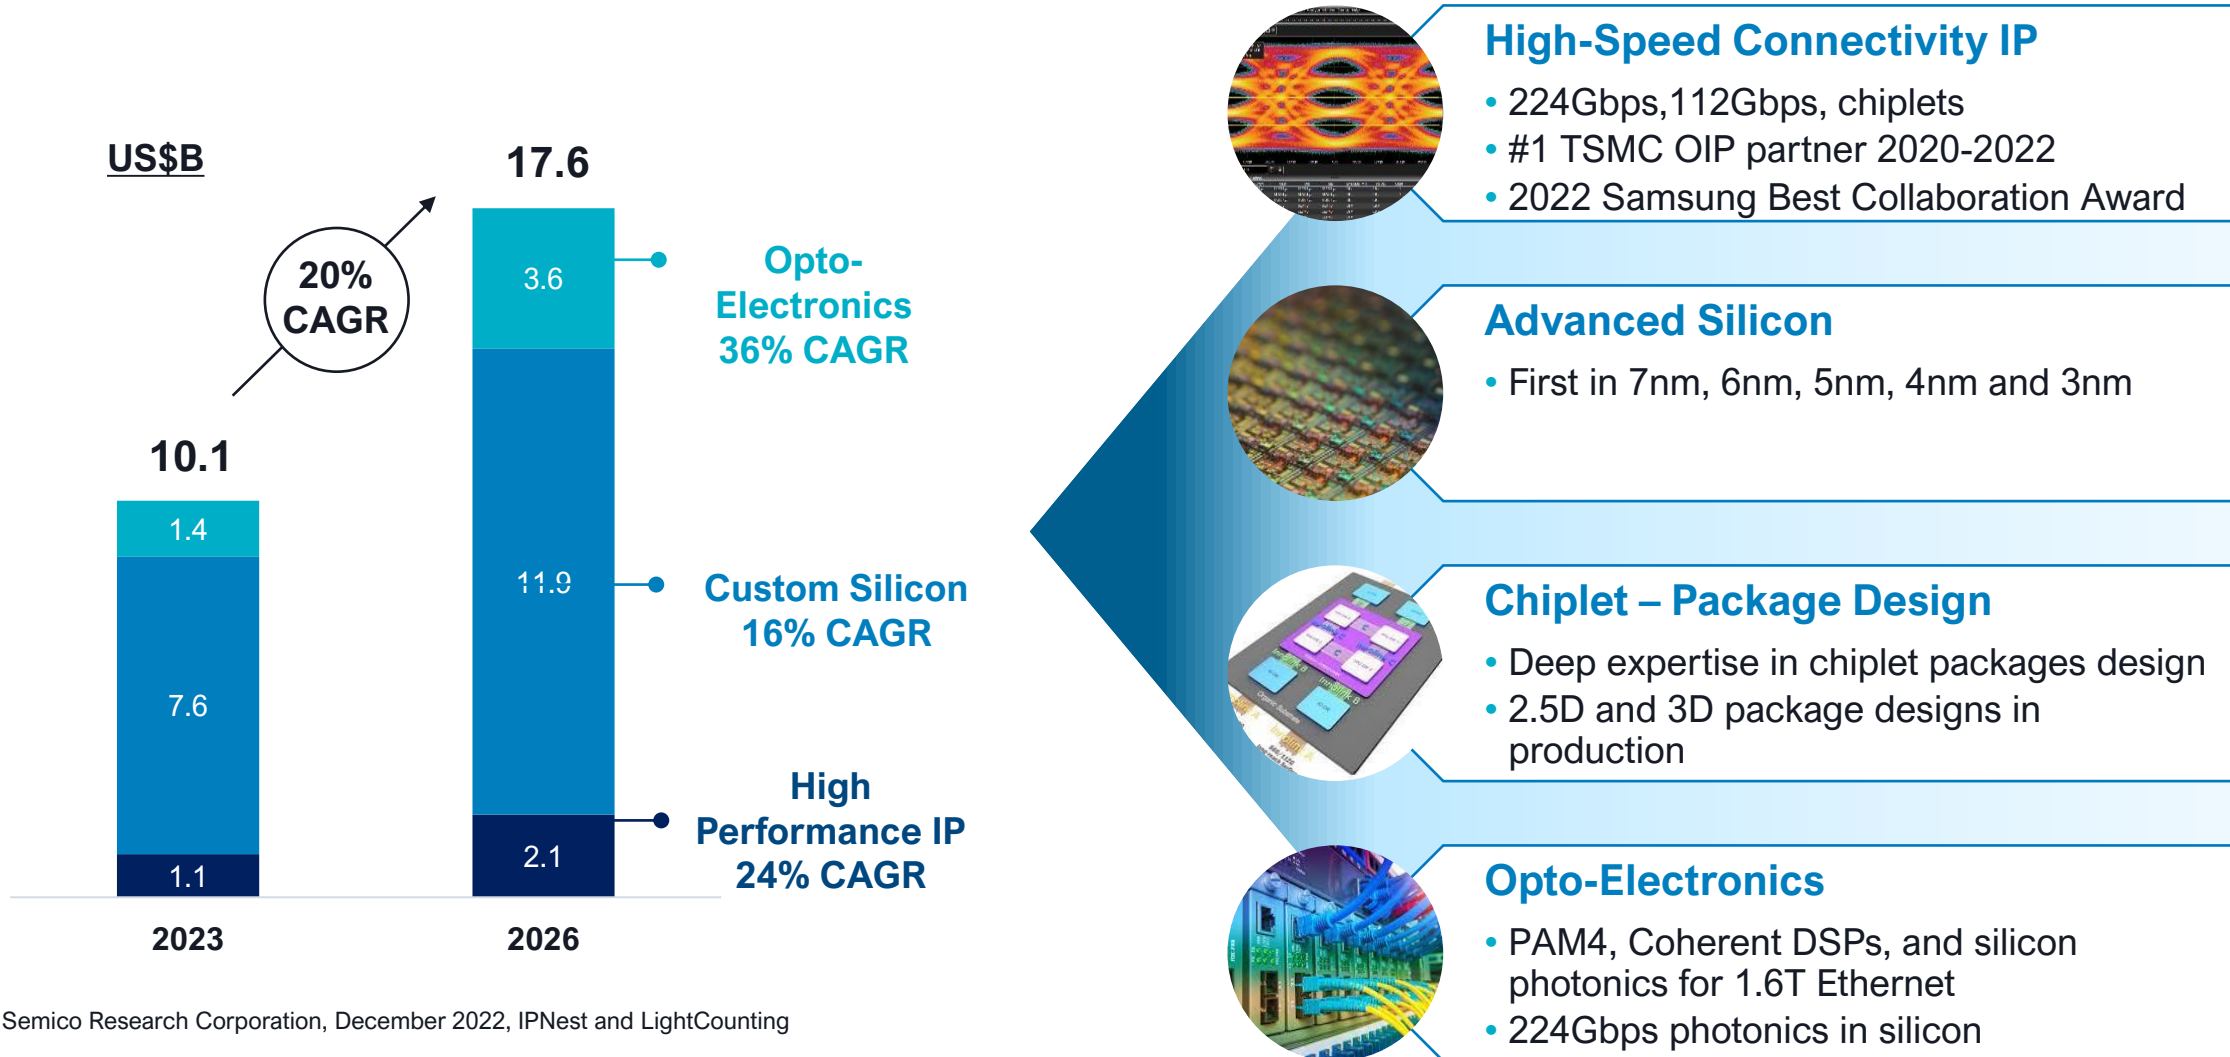 US$B
17.6
20%
CAGR
10.1
3.6
11.9
2.1
1.4
7.6
1.1
Opto-
Electronics
36% CAGR
Custom Silicon
16% CAGR
High
Performance IP
24% CAGR
2023
2026
Semico Research Corporation, December 2022, IPNest and LightCounting
High-Speed Connectivity IP
• 224Gbps,112Gbps, chiplets
• #1 TSMC OIP partner 2020-2022
• 2022 Samsung Best Collaboration Award
Advanced Silicon
• First in 7nm, 6nm, 5nm, 4nm and 3nm
Chiplet – Package Design
• Deep expertise in chiplet packages design
• 2.5D and 3D package designs in
production
Organic Substrate
Opto-Electronics
• PAM4, Coherent DSPs, and silicon
photonics for 1.6T Ethernet
• 224Gbps photonics in silicon